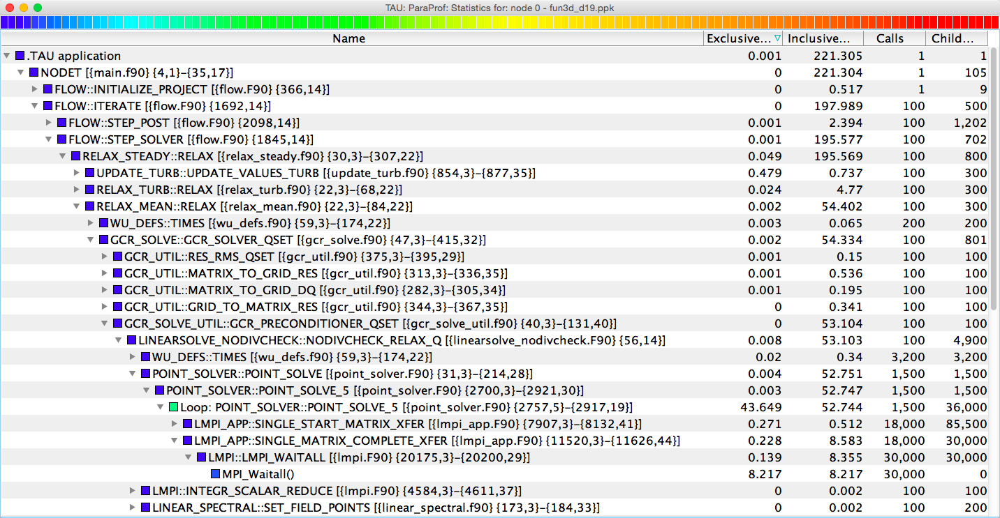 TAU: ParaProf: Statistics for: node 0 - fun3d_d19.ppk
Name Exclusive... Inclusive... Calls Child...
.TAU application 0.001 221.305 1 1
NODET [{main.f90} {4,1}-{35,17}] 0 221.304 1 105
FLOW::INITIALIZE_PROJECT [{flow.F90} {366,14}] 0 0.517 1 9
FLOW::ITERATE [{flow.F90} {1692,14}] 0 197.989 100 500
FLOW::STEP_POST [{flow.F90} {2098,14}] 0.001 2.394 100 1,202
FLOW::STEP_SOLVER [{flow.F90} {1845,14}] 0.001 195.577 100 702
RELAX_STEADY::RELAX [{relax_steady.f90} {30,3}-{307,22}] 0.049 195.569 100 800
UPDATE_TURB::UPDATE_VALUES_TURB [{update_turb.f90} {854,3}-{877,35}] 0.479 0.737 100 300
RELAX_TURB::RELAX [{relax_turb.f90} {22,3}-{68,22}] 0.024 4.77 100 300
RELAX_MEAN::RELAX [{relax_mean.f90} {22,3}-{84,22}] 0.002 54.402 100 300
WU_DEFS::TIMES [{wu_defs.f90} {59,3}-{174,22}] 0.003 0.065 200 200
GCR_SOLVE::GCR_SOLVER_QSET [{gcr_solve.f90} {47,3}-{415,32}] 0.002 54.334 100 801
GCR_UTIL::RES_RMS_QSET [{gcr_util.f90} {375,3}-{395,29}] 0.001 0.15 100 100
GCR_UTIL::MATRIX_TO_GRID_RES [{gcr_util.f90} {313,3}-{336,35}] 0.001 0.536 100 100
GCR_UTIL::MATRIX_TO_GRID_DQ [{gcr_util.f90} {282,3}-{305,34}] 0.001 0.195 100 100
GCR_UTIL::GRID_TO_MATRIX_RES [{gcr_util.f90} {344,3}-{367,35}] 0 0.341 100 100
GCR_SOLVE_UTIL::GCR_PRECONDITIONER_QSET [{gcr_solve_util.f90} {40,3}-{131,40}] 0 53.104 100 100
LINEARSOLVE_NODIVCHECK::NODIVCHECK_RELAX_Q [{linearsolve_nodivcheck.F90} {56,14}] 0.008 53.103 100 4,900
WU_DEFS::TIMES [{wu_defs.f90} {59,3}-{174,22}] 0.02 0.34 3,200 3,200
POINT_SOLVER::POINT_SOLVE [{point_solver.F90} {31,3}-{214,28}] 0.004 52.751 1,500 1,500
POINT_SOLVER::POINT_SOLVE_5 [{point_solver.F90} {2700,3}-{2921,30}] 0.003 52.747 1,500 1,500
Loop: POINT_SOLVER::POINT_SOLVE_5 [{point_solver.F90} {2757,5}-{2917,19}] 43.649 52.744 1,500 36,000
LMPI_APP::SINGLE_START_MATRIX_XFER [{lmpi_app.F90} {7907,3}-{8132,41}] 0.271 0.512 18,000 85,500
LMPI_APP::SINGLE_MATRIX_COMPLETE_XFER [{lmpi_app.F90} {11520,3}-{11626,44}] 0.228 8.583 18,000 30,000
LMPI::LMPI_WAITALL [{lmpi.F90} {20175,3}-{20200,29}] 0.139 8.355 30,000 30,000
MPI_Waitall() 8.217 8.217 30,000 0
LMPI::INTEGR_SCALAR_REDUCE [{lmpi.F90} {4584,3}-{4611,37}] 0 0.002 100 100
LINEAR_SPECTRAL::SET_FIELD_POINTS [{linear_spectral.f90} {173,3}-{184,33}] 0 0.002 100 200